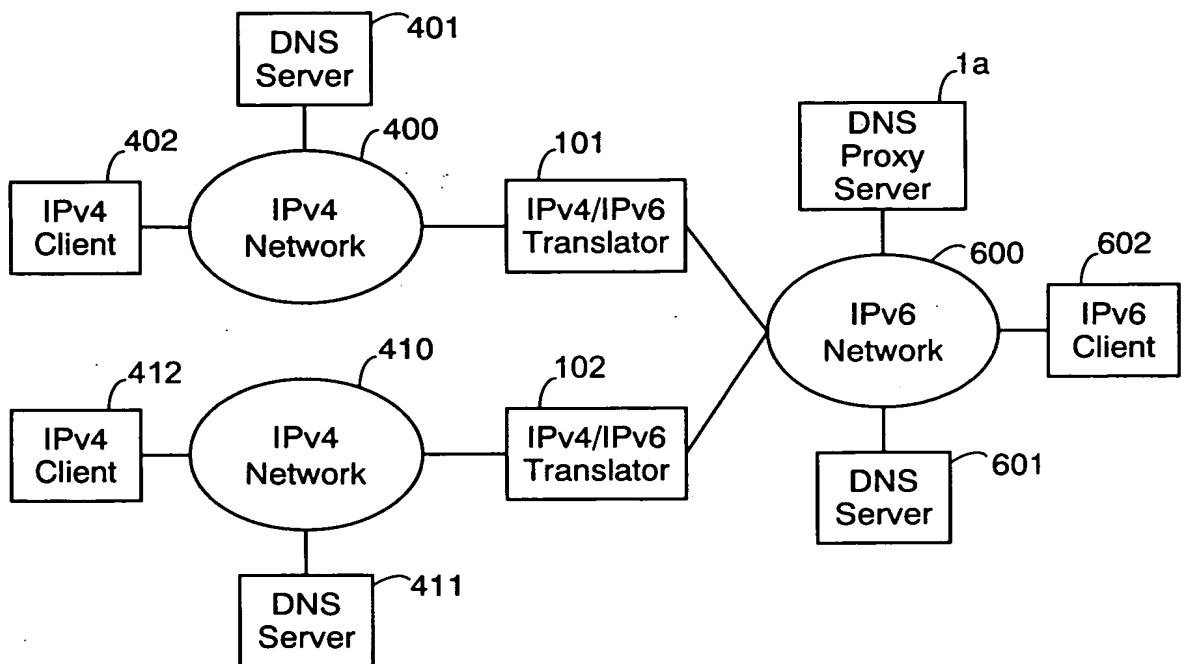 401
DNS
Server
1a
DNS
Proxy
Server
402
400
101
IPv4
Client
IPv4
Network
IPv4/IPv6
Translator
600
602
IPv6
Network
IPv6
Client
412
410
102
IPv4
Client
IPv4
Network
IPv4/IPv6
Translator
601
DNS
Server
411
DNS
Server